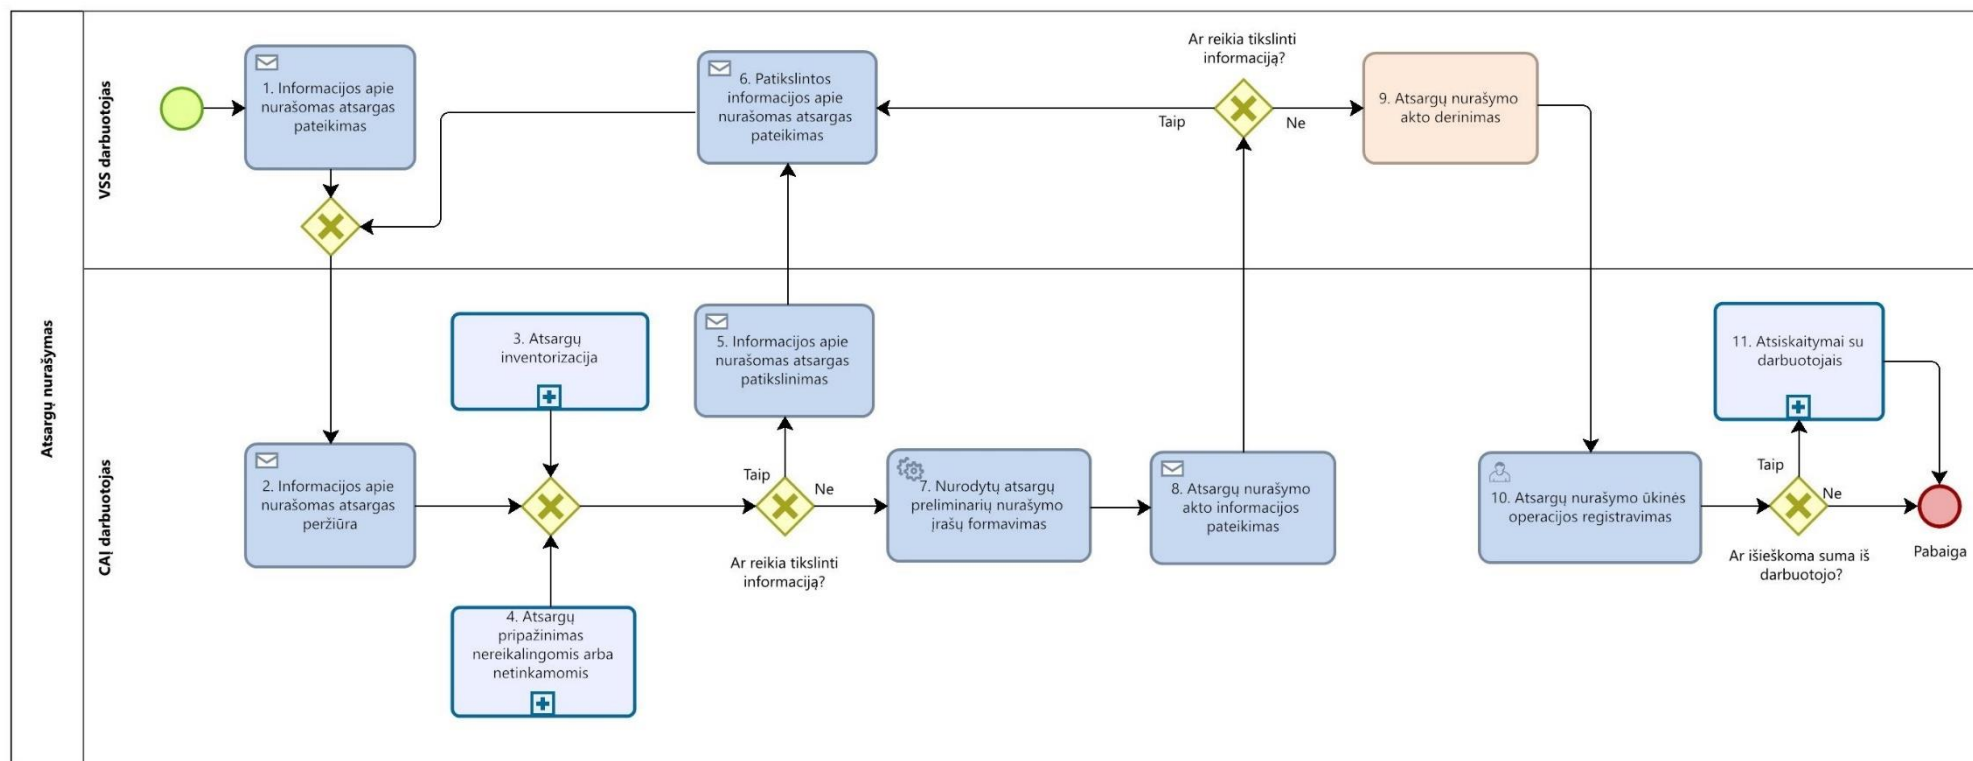 Atsargų nurašymas
VSS darbuotojas
1. Informacijos apie
nurašomas atsargas
pateikimas
6. Patikslintos
informacijos apie
nurašomas atsargas
pateikimas
Ar reikia tikslinti
informaciją?
Taip
Ne
9. Atsargų nurašymo
akto derinimas
CAĮ darbuotojas
2. Informacijos apie
nurašomas atsargas
peržiūra
3. Atsargų
inventorizacija
4. Atsargų
pripažinimas
nereikalingomis arba
netinkamomis
5. Informacijos apie
nurašomas atsargas
patikslinimas
Taip
Ne
Ar reikia tikslinti
informaciją?
7. Nurodytų atsargų
preliminarių nurašymo
įrašų formavimas
8. Atsargų nurašymo
akto informacijos
pateikimas
10. Atsargų nurašymo ūkinės
operacijos registravimas
11. Atsiskaitymai su
darbuotojais
Taip
Ne
Ar išieškoma suma iš
darbuotojo?
Pabaiga